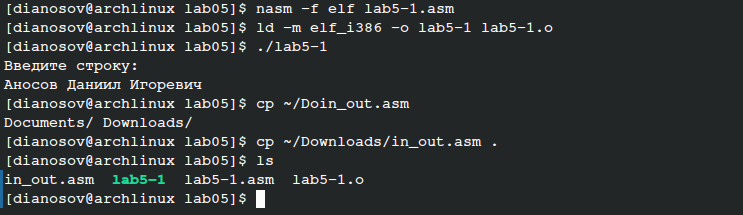 [dianosov@archlinux lab05]$ nasm -f elf lab5-1.asm
[dianosov@archlinux lab05]$ ld -m elf_i386 -o lab5-1 lab5-1.o
[dianosov@archlinux lab05]$ ./lab5-1
Введите строку:
Аносов Даниил Игоревич
[dianosov@archlinux lab05]$ cp ~/Doin_out.asm
Documents/ Downloads/
[dianosov@archlinux lab05]$ cp ~/Downloads/in_out.asm .
[dianosov@archlinux lab05]$ ls
in_out.asm  lab5-1  lab5-1.asm  lab5-1.o
[dianosov@archlinux lab05]$